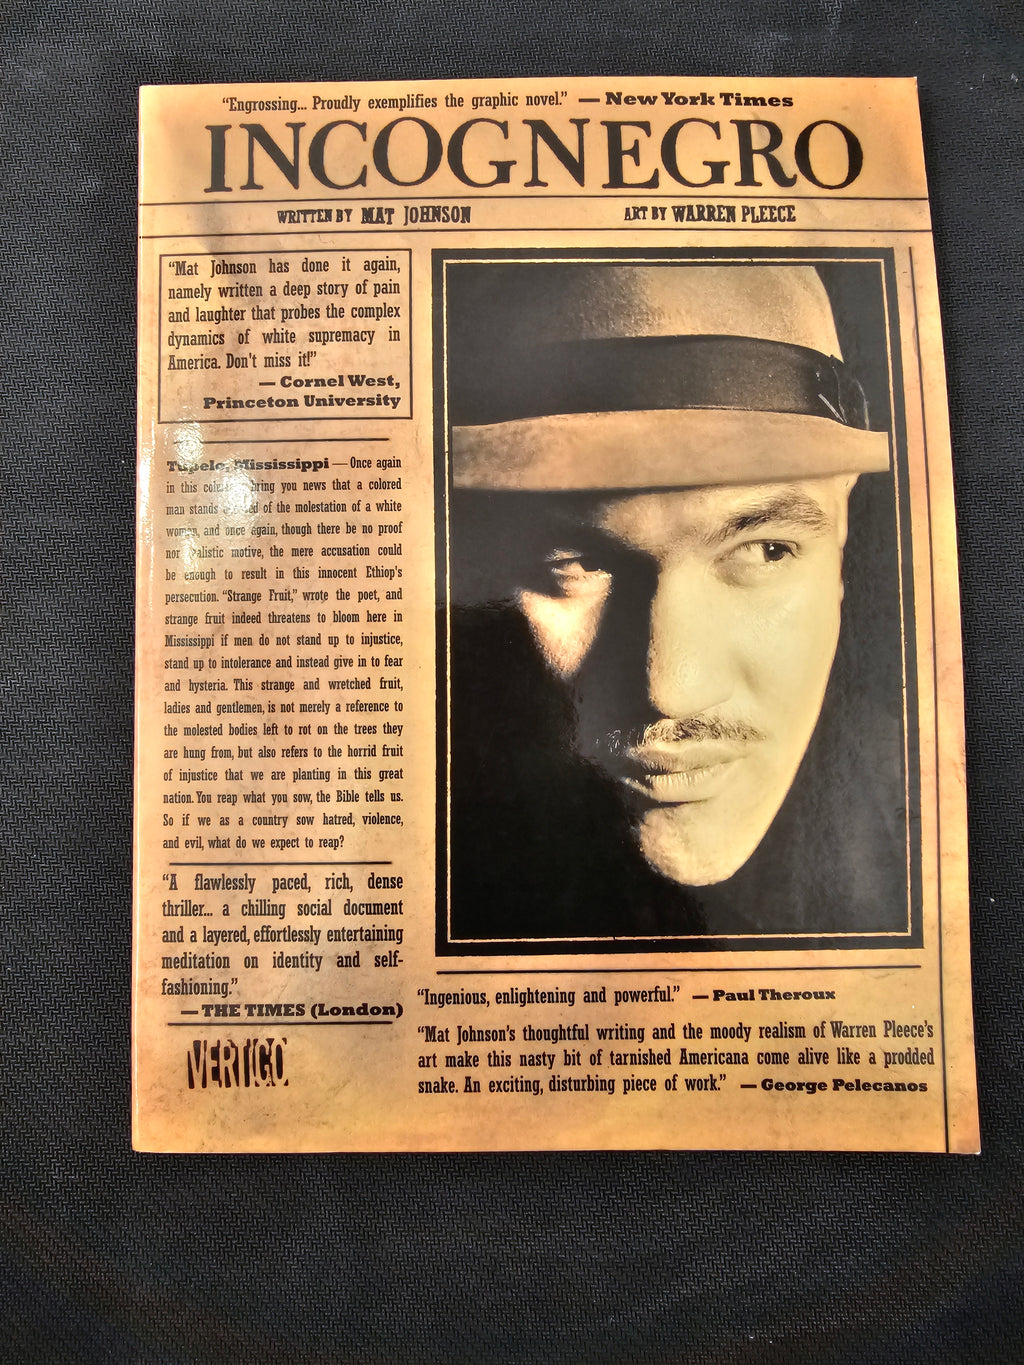 "Engrossing... Proudly exemplifies the graphic novel." — New York Times
INCOGNEGRO
WRITTEN BY MAT JOHNSON
ART BY WARREN PLEECE
"Mat Johnson has done it again,
namely written a deep story of pain
and laughter that probes the complex
dynamics of white supremacy in
America. Don't miss it!"
— Cornel West,
Princeton University
Tupelo, Mississippi — Once again
in this bring you news that a colored
man stands of the molestation of a white
woman, and once again, though there be no proof
nor realistic motive, the mere accusation could
be enough to result in this innocent Ethiop's
persecution. "Strange Fruit," wrote the poet, and
strange fruit indeed threatens to bloom here in
Mississippi if men do not stand up to injustice,
stand up to intolerance and instead give in to fear
and hysteria. This strange and wretched fruit,
ladies and gentlemen, is not merely a reference to
the molested bodies left to rot on the trees they
are hung from, but also refers to the horrid fruit
of injustice that we are planting in this great
nation. You reap what you sow, the Bible tells us.
So if we as a country sow hatred, violence,
and evil, what do we expect to reap?
"A flawlessly paced, rich, dense
thriller... a chilling social document
and a layered, effortlessly entertaining
meditation on identity and self-
fashioning."
— THE TIMES (London)
VERTIGO
"Ingenious, enlightening and powerful." — Paul Theroux
"Mat Johnson's thoughtful writing and the moody realism of Warren Pleece's
art make this nasty bit of tarnished Americana come alive like a prodded
snake. An exciting, disturbing piece of work." — George Pelecanos